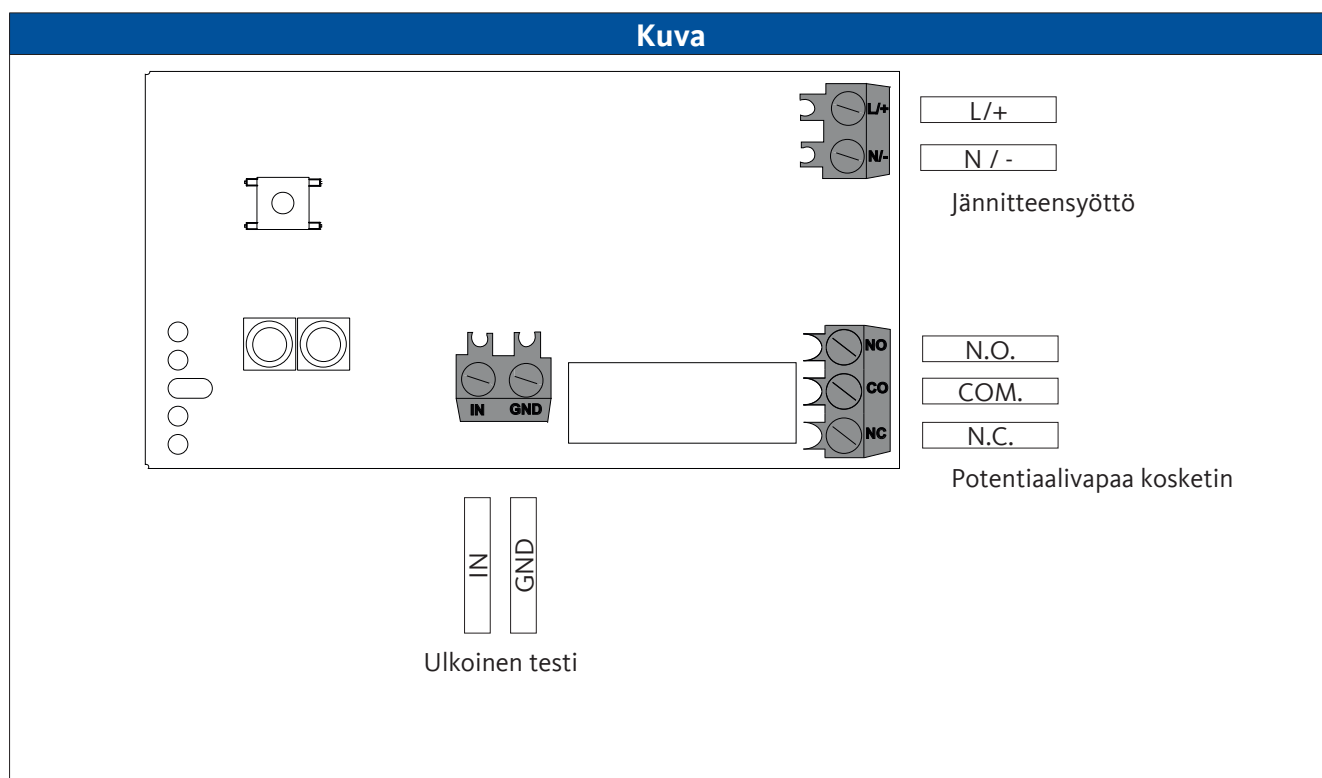 Kuva
L/+
L/+
N/-
N / -
Jännitteensyöttö
NO
N.O.
CO
COM.
NC
N.C.
Potentiaalivapaa kosketin
IN GND
IN
GND
Ulkoinen testi